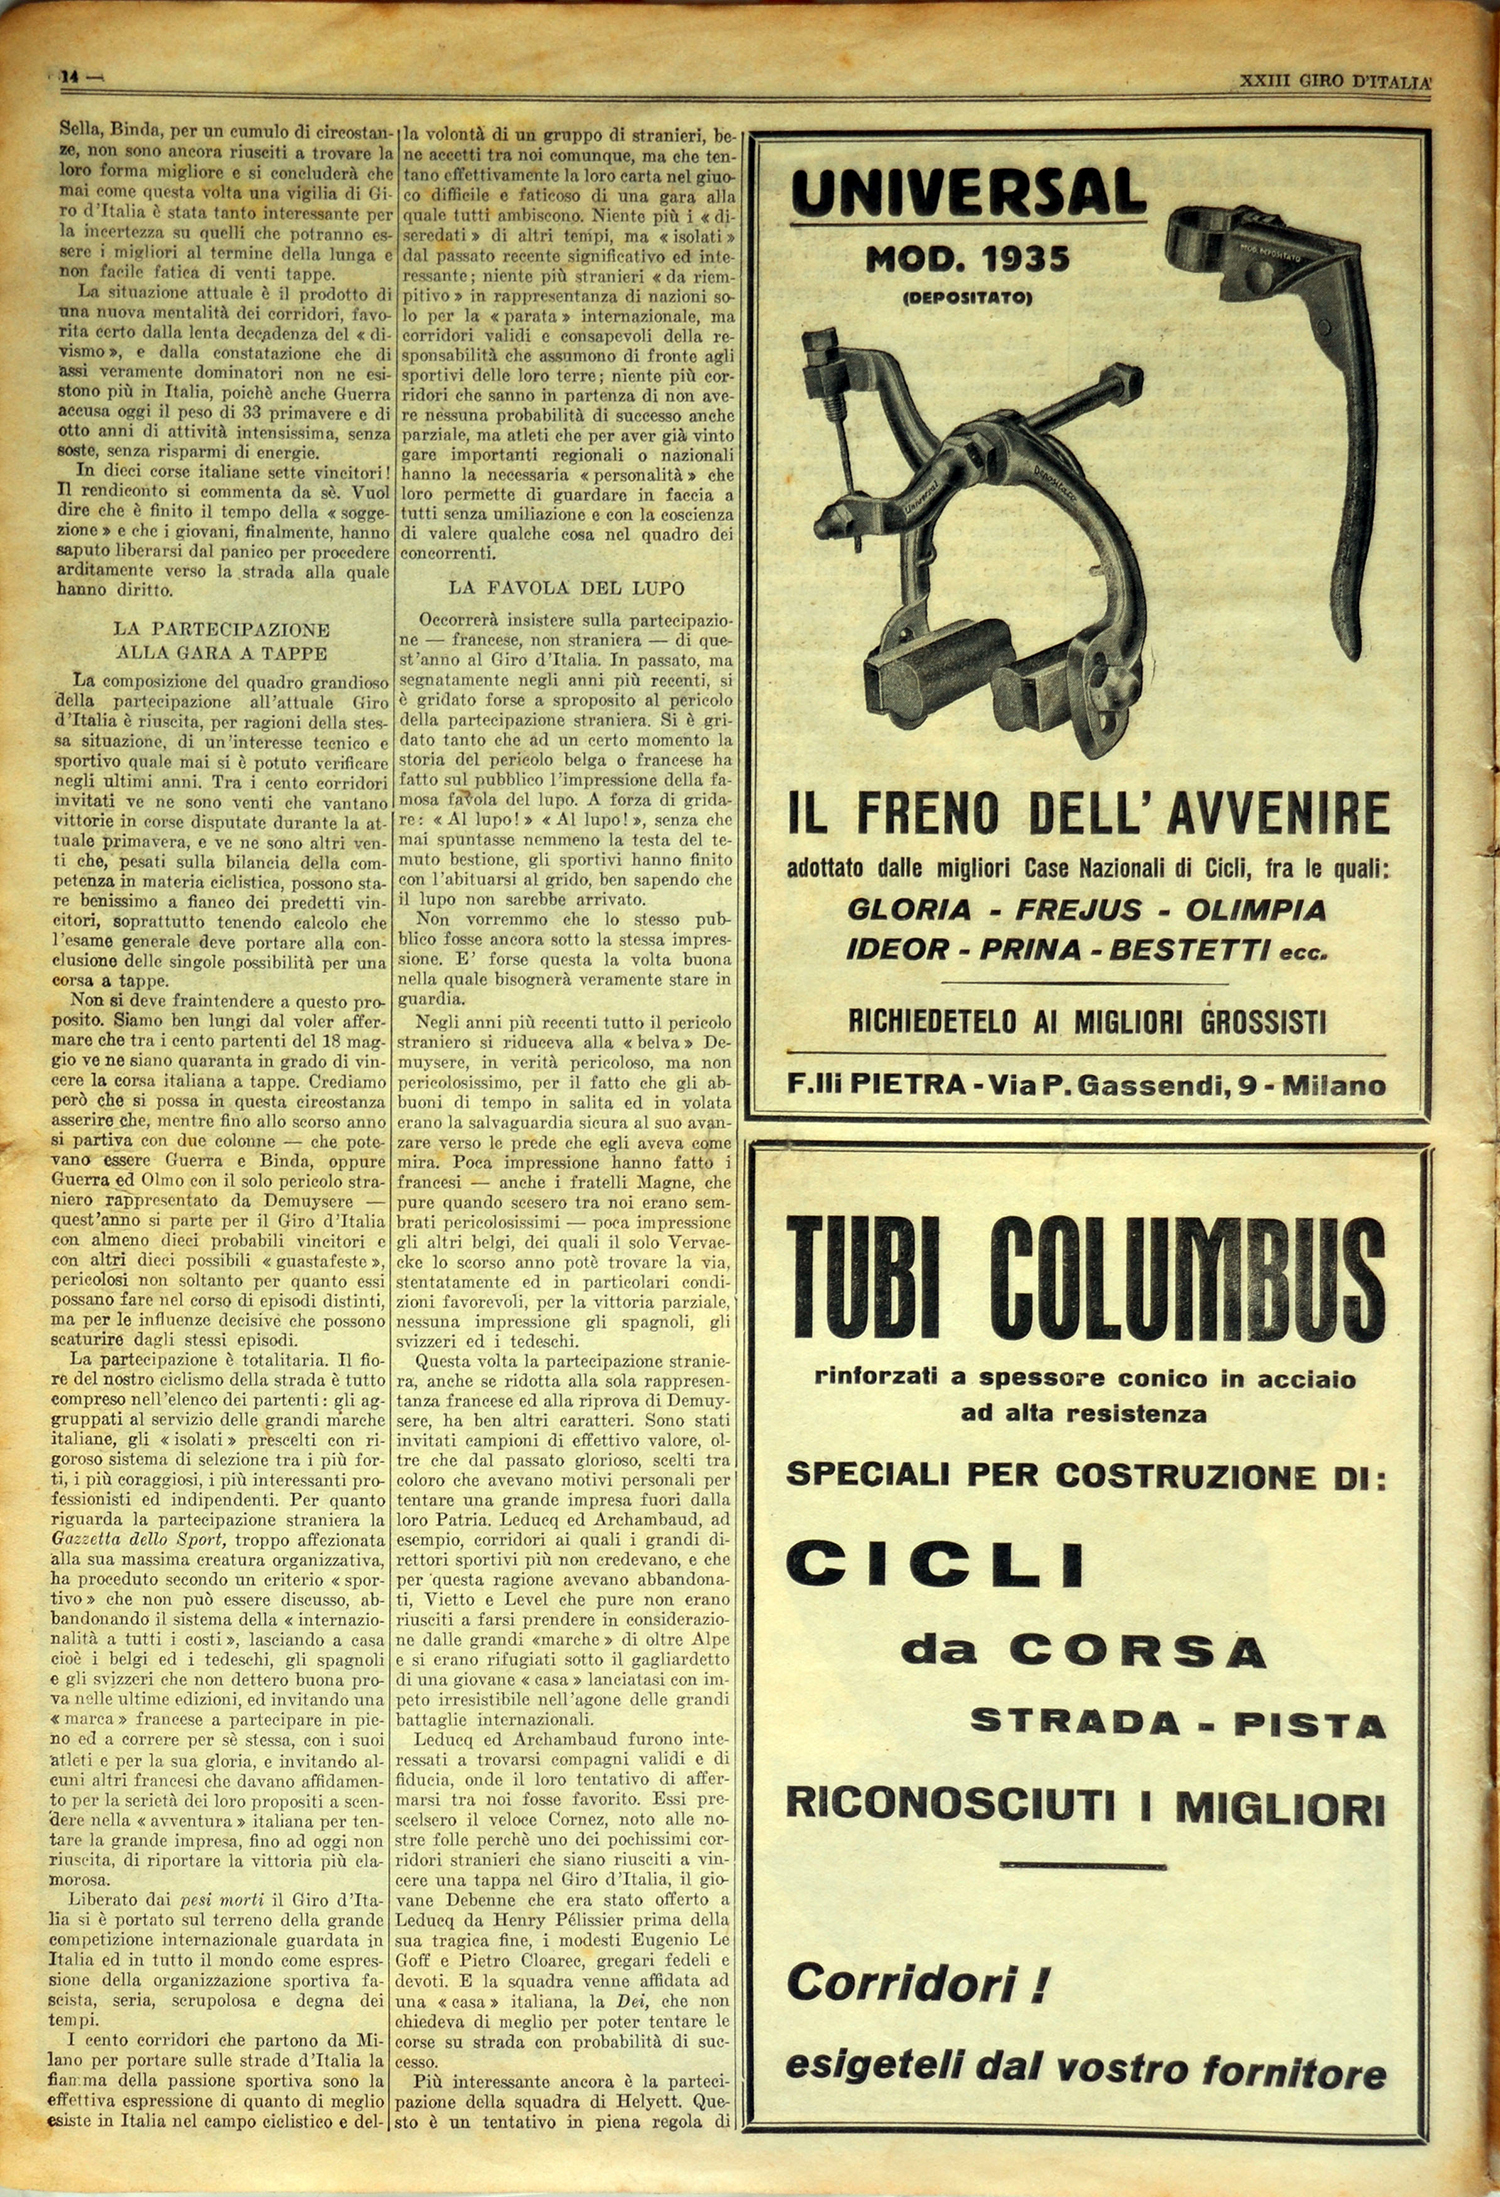 14 —
XXIII GIRO D'ITALIA
Sella, Binda, per un cumulo di circostan-
ze, non sono ancora riusciti a trovare la
loro forma migliore e si concluderà che
mai come questa volta una vigilia di Gi-
ro d'Italia è stata tanto interessante per
la incertezza su quelli che potranno es-
sere i migliori al termine della lunga e
non facile fatica di venti tappe.
La situazione attuale è il prodotto di
una nuova mentalità dei corridori, favo-
rita certo dalla lenta decadenza del « di-
vismo », e dalla constatazione che di
assi veramente dominatori non ne esi-
stono più in Italia, poichè anche Guerra
accusa oggi il peso di 33 primavere e di
otto anni di attività intensissima, senza
soste, senza risparmi di energie.
In dieci corse italiane sette vincitori!
Il rendiconto si commenta da sè. Vuol
dire che è finito il tempo della « sogge-
zione » e che i giovani, finalmente, hanno
saputo liberarsi dal panico per procedere
arditamente verso la strada alla quale
hanno diritto.
LA PARTECIPAZIONE
ALLA GARA A TAPPE
La composizione del quadro grandioso
della partecipazione all'attuale Giro
d'Italia è riuscita, per ragioni della stes-
sa situazione, di un'interesse tecnico e
sportivo quale mai si è potuto verificare
negli ultimi anni. Tra i cento corridori
invitati ve ne sono venti che vantano
vittorie in corse disputate durante la at-
tuale primavera, e ve ne sono altri ven-
ti che, pesati sulla bilancia della com-
petenza in materia ciclistica, possono sta-
re benissimo a fianco dei predetti vin-
citori, soprattutto tenendo calcolo che
l'esame generale deve portare alla con-
clusione delle singole possibilità per una
corsa a tappe.
Non si deve fraintendere a questo pro-
posito. Siamo ben lungi dal voler affer-
mare che tra i cento partenti del 18 mag-
gio ve ne siano quaranta in grado di vin-
cere la corsa italiana a tappe. Crediamo
però che si possa in questa circostanza
asserire che, mentre fino allo scorso anno
si partiva con due colonne — che pote-
vano essere Guerra e Binda, oppure
Guerra ed Olmo con il solo pericolo stra-
niero rappresentato da Demuysere —
quest'anno si parte per il Giro d'Italia
con almeno dieci probabili vincitori e
con altri dieci possibili « guastafeste »,
pericolosi non soltanto per quanto essi
possano fare nel corso di episodi distinti,
ma per le influenze decisive che possono
scaturire dagli stessi episodi.
La partecipazione è totalitaria. Il fio-
re del nostro ciclismo della strada è tutto
compreso nell'elenco dei partenti: gli ag-
gruppati al servizio delle grandi marche
italiane, gli « isolati » prescelti con ri-
goroso sistema di selezione tra i più for-
ti, i più coraggiosi, i più interessanti pro-
fessionisti ed indipendenti. Per quanto
riguarda la partecipazione straniera la
Gazzetta dello Sport, troppo affezionata
alla sua massima creatura organizzativa,
ha proceduto secondo un criterio « spor-
tivo » che non può essere discusso, ab-
bandonando il sistema della « internazio-
nalità a tutti i costi », lasciando a casa
cioè i belgi ed i tedeschi, gli spagnoli
e gli svizzeri che non dettero buona pro-
va nelle ultime edizioni, ed invitando una
« marca » francese a partecipare in pie-
no ed a correre per sè stessa, con i suoi
atleti e per la sua gloria, e invitando al-
cuni altri francesi che davano affidamen-
to per la serietà dei loro propositi a scen-
dere nella « avventura » italiana per ten-
tare la grande impresa, fino ad oggi non
riuscita, di riportare la vittoria più cla-
morosa.
Liberato dai pesi morti il Giro d'Ita-
lia si è portato sul terreno della grande
competizione internazionale guardata in
Italia ed in tutto il mondo come espres-
sione della organizzazione sportiva fa-
scista, seria, scrupolosa e degna dei
tempi.
I cento corridori che partono da Mi-
lano per portare sulle strade d'Italia la
fiamma della passione sportiva sono la
effettiva espressione di quanto di meglio
esiste in Italia nel campo ciclistico e del-
la volontà di un gruppo di stranieri, be-
ne accetti tra noi comunque, ma che ten-
tano effettivamente la loro carta nel giuo-
co difficile e faticoso di una gara alla
quale tutti ambiscono. Niente più i « di-
seredati » di altri tempi, ma « isolati »
dal passato recente significativo ed inte-
ressante; niente più stranieri « da riem-
pitivo » in rappresentanza di nazioni so-
lo per la « parata » internazionale, ma
corridori validi e consapevoli della re-
sponsabilità che assumono di fronte agli
sportivi delle loro terre; niente più cor-
ridori che sanno in partenza di non ave-
re nessuna probabilità di successo anche
parziale, ma atleti che per aver già vinto
gare importanti regionali o nazionali
hanno la necessaria « personalità » che
loro permette di guardare in faccia a
tutti senza umiliazione e con la coscienza
di valere qualche cosa nel quadro dei
concorrenti.
LA FAVOLA DEL LUPO
Occorrerà insistere sulla partecipazio-
ne — francese, non straniera — di que-
st'anno al Giro d'Italia. In passato, ma
segnatamente negli anni più recenti, si
è gridato forse a sproposito al pericolo
della partecipazione straniera. Si è gri-
dato tanto che ad un certo momento la
storia del pericolo belga o francese ha
fatto sul pubblico l'impressione della fa-
mosa favola del lupo. A forza di grida-
re: « Al lupo! » « Al lupo! », senza che
mai spuntasse nemmeno la testa del te-
muto bestione, gli sportivi hanno finito
con l'abituarsi al grido, ben sapendo che
il lupo non sarebbe arrivato.
Non vorremmo che lo stesso pub-
blico fosse ancora sotto la stessa impres-
sione. E' forse questa la volta buona
nella quale bisognerà veramente stare in
guardia.
Negli anni più recenti tutto il pericolo
straniero si riduceva alla « belva » De-
muysere, in verità pericoloso, ma non
pericolosissimo, per il fatto che gli ab-
buoni di tempo in salita ed in volata
erano la salvaguardia sicura al suo avan-
zare verso le prede che egli aveva come
mira. Poca impressione hanno fatto i
francesi — anche i fratelli Magne, che
pure quando scesero tra noi erano sem-
brati pericolosissimi — poca impressione
gli altri belgi, dei quali il solo Vervae-
cke lo scorso anno potè trovare la via,
stentatamente ed in particolari condi-
zioni favorevoli, per la vittoria parziale,
nessuna impressione gli spagnoli, gli
svizzeri ed i tedeschi.
Questa volta la partecipazione stranie-
ra, anche se ridotta alla sola rappresen-
tanza francese ed alla riprova di Demuy-
sere, ha ben altri caratteri. Sono stati
invitati campioni di effettivo valore, ol-
tre che dal passato glorioso, scelti tra
coloro che avevano motivi personali per
tentare una grande impresa fuori dalla
loro Patria. Leducq ed Archambaud, ad
esempio, corridori ai quali i grandi di-
rettori sportivi più non credevano, e che
per questa ragione avevano abbandona-
ti, Vietto e Level che pure non erano
riusciti a farsi prendere in considerazio-
ne dalle grandi «marche» di oltre Alpe
e si erano rifugiati sotto il gagliardetto
di una giovane « casa » lanciatasi con im-
peto irresistibile nell'agone delle grandi
battaglie internazionali.
Leducq ed Archambaud furono inte-
ressati a trovarsi compagni validi e di
fiducia, onde il loro tentativo di affer-
marsi tra noi fosse favorito. Essi pre-
scelsero il veloce Cornez, noto alle no-
stre folle perchè uno dei pochissimi cor-
ridori stranieri che siano riusciti a vin-
cere una tappa nel Giro d'Italia, il gio-
vane Debenne che era stato offerto a
Leducq da Henry Pélissier prima della
sua tragica fine, i modesti Eugenio Le
Goff e Pietro Cloarec, gregari fedeli e
devoti. E la squadra venne affidata ad
una « casa » italiana, la Dei, che non
chiedeva di meglio per poter tentare le
corse su strada con probabilità di suc-
cesso.
Più interessante ancora è la parteci-
pazione della squadra di Helyett. Que-
sto è un tentativo in piena regola di
UNIVERSAL
MOD. 1935
(DEPOSITATO)
MOD. DEPOSITATO
Universal
Depositato
IL FRENO DELL'AVVENIRE
adottato dalle migliori Case Nazionali di Cicli, fra le quali:
GLORIA - FREJUS - OLIMPIA
IDEOR - PRINA - BESTETTI ecc.
RICHIEDETELO AI MIGLIORI GROSSISTI
F.lli PIETRA - Via P. Gassendi, 9 - Milano
TUBI COLUMBUS
rinforzati a spessore conico in acciaio
ad alta resistenza
SPECIALI PER COSTRUZIONE DI:
CICLI
da CORSA
STRADA - PISTA
RICONOSCIUTI I MIGLIORI
Corridori !
esigeteli dal vostro fornitore